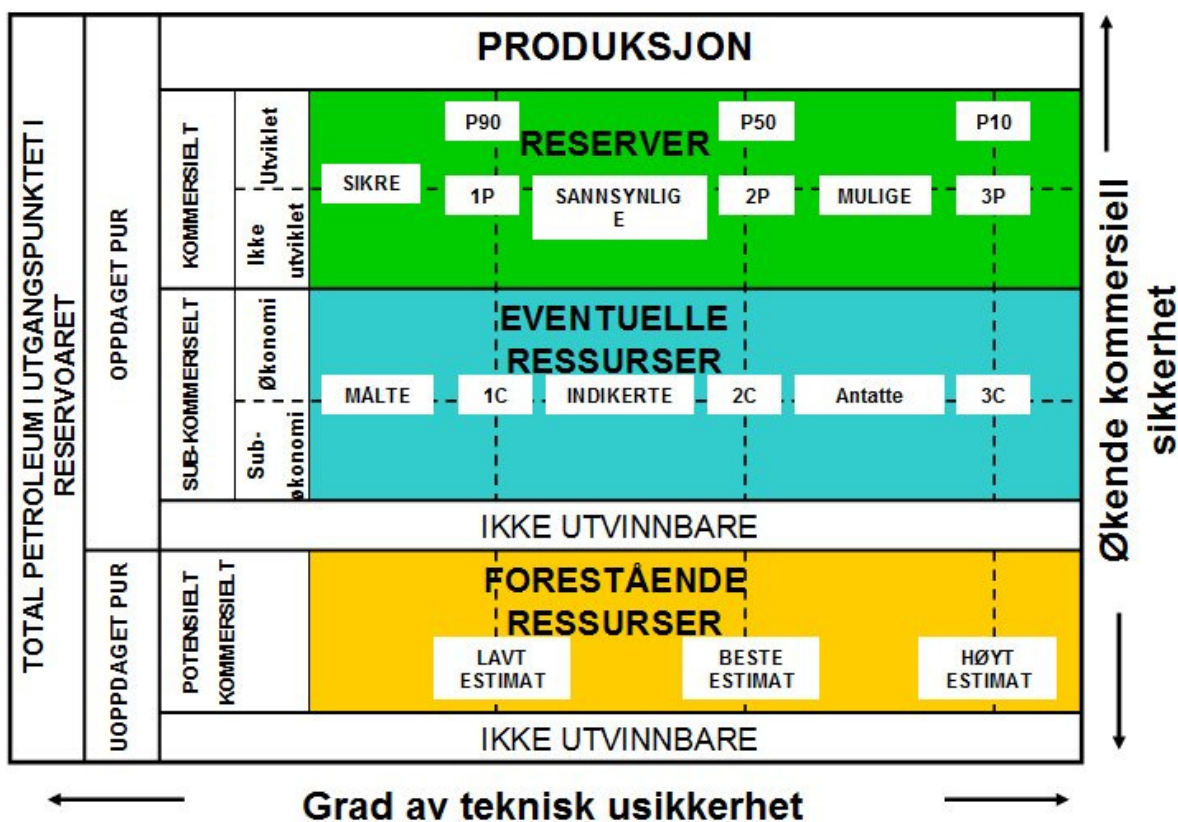 TOTAL PETROLEUM I UTGANGSPUNKTET I
RESERVOARET
OPPDAGET PUR
UOPPDAGET PUR
PRODUKSJON
KOMMERSIELT
Utviklet
Ikke
utviklet
P90
P50
P10
RESERVER
SIKRE
1P
SANNSYNLIG
E
2P
MULIGE
3P
SUB-KOMMERISELT
Økonomi
Sub-
økonomi
EVENTUELLE
RESSURSER
MÅLTE
1C
INDIKERTE
2C
Antatte
3C
IKKE UTVINNBARE
POTENSIELT
KOMMERSIELT
FORESTÅENDE
RESSURSER
LAVT
ESTIMAT
BESTE
ESTIMAT
HØYT
ESTIMAT
IKKE UTVINNBARE
Økende kommersiell
sikkerhet
Grad av teknisk usikkerhet